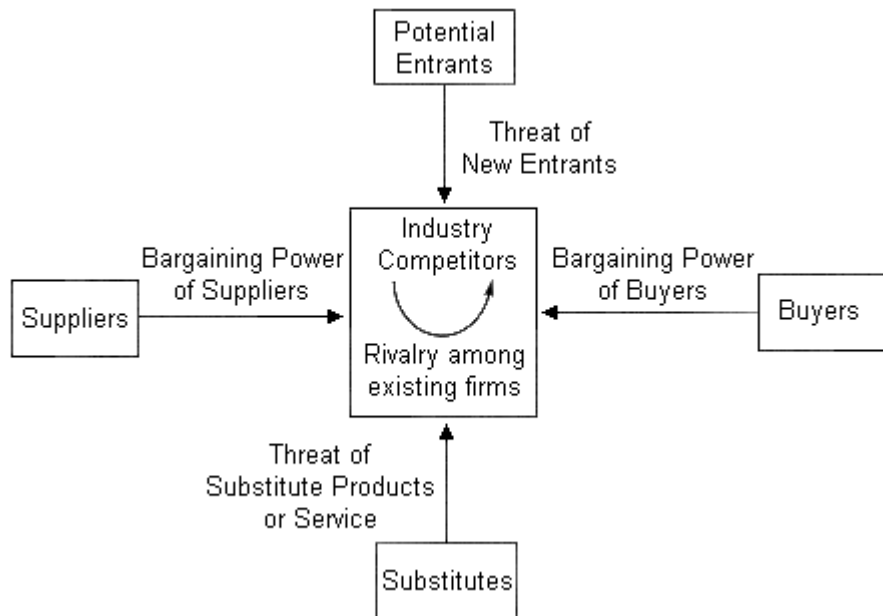 Potential
Entrants
Threat of
New Entrants
Industry
Competitors
Bargaining Power
of Suppliers
Bargaining Power
of Buyers
Suppliers
Buyers
Rivalry among
existing firms
Threat of
Substitute Products
or Service
Substitutes